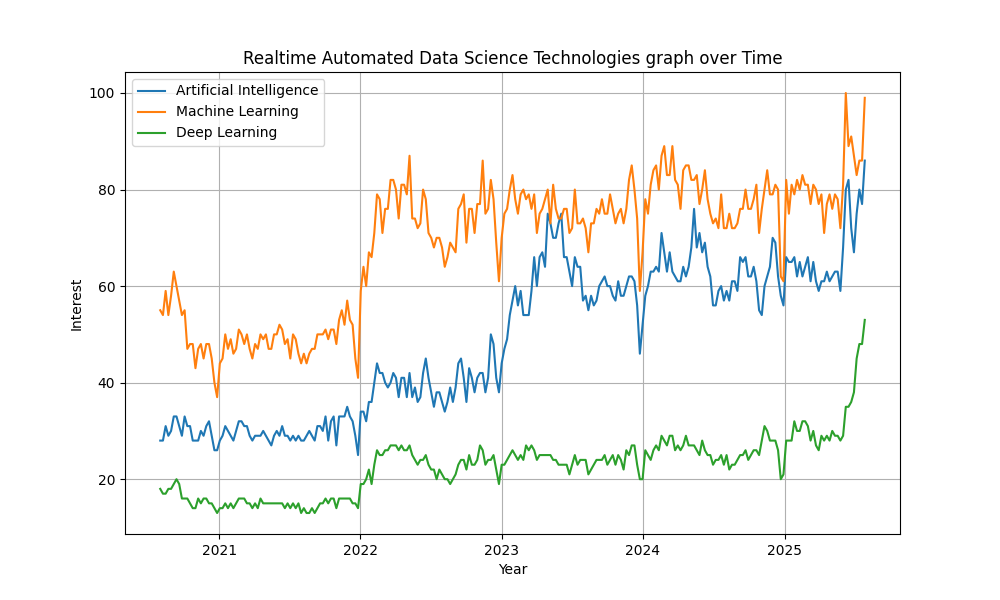 Realtime Automated Data Science Technologies graph over Time
Artificial Intelligence
Machine Learning
Deep Learning
100
80
60
40
20
Interest
2021 2022 2023 2024 2025
Year